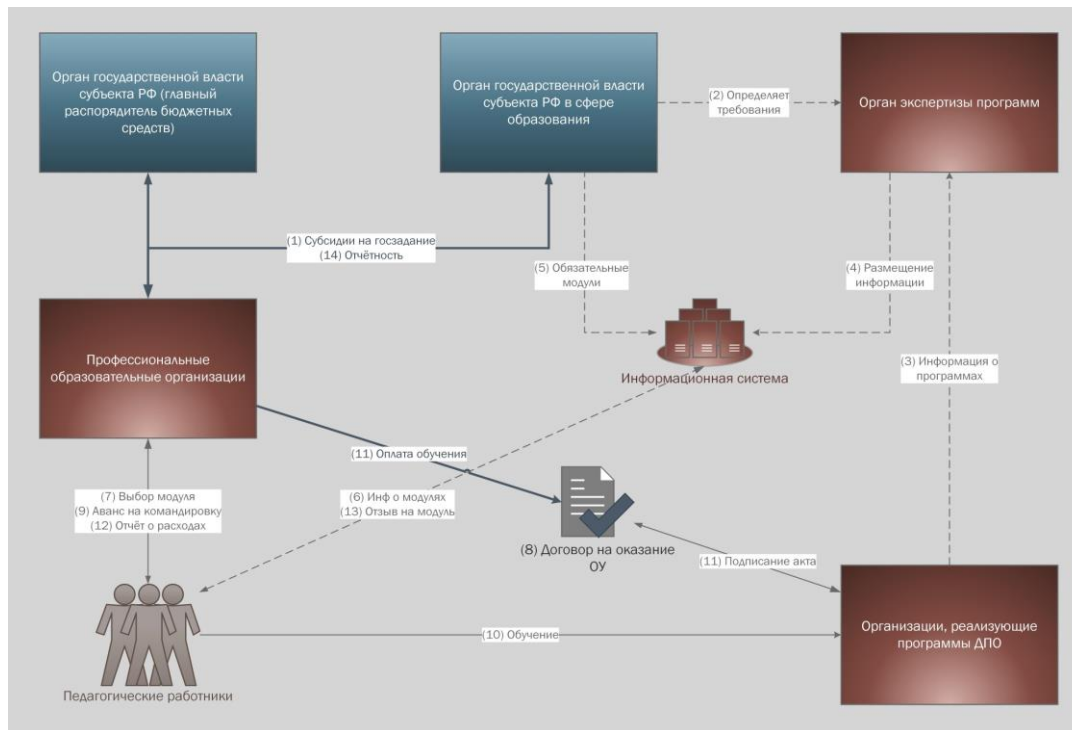 Орган государственной власти
субъекта РФ (главный
распорядитель бюджетных
средств)
Орган государственной власти
субъекта РФ в сфере
образования
(2) Определяет
требования
Орган экспертизы программ
(1) Субсидии на госзадание
(14) Отчётность
(5) Обязательные
модули
(4) Размещение
информации
Профессиональные
образовательные организации
Информационная система
(3) Информация о
программах
(11) Оплата обучения
(7) Выбор модуля
(9) Аванс на командировку
(12) Отчёт о расходах
(6) Инф о модулях
(13) Отзыв на модуль
(8) Договор на оказание
ОУ
(11) Подписание акта
(10) Обучение
Организации, реализующие
программы ДПО
Педагогические работники